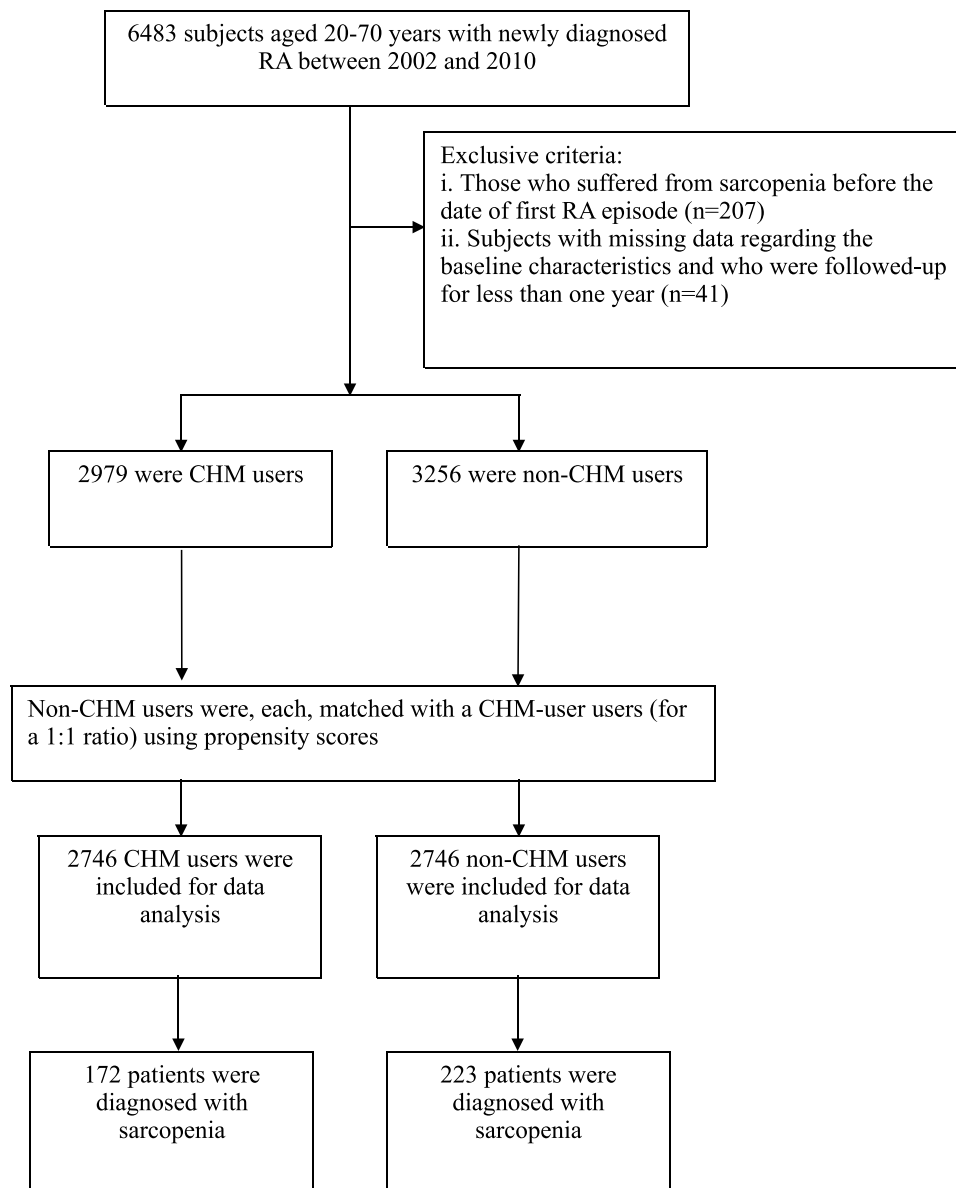 6483 subjects aged 20-70 years with newly diagnosed
RA between 2002 and 2010
Exclusive criteria:
i. Those who suffered from sarcopenia before the
date of first RA episode (n=207)
ii. Subjects with missing data regarding the
baseline characteristics and who were followed-up
for less than one year (n=41)
2979 were CHM users
3256 were non-CHM users
Non-CHM users were, each, matched with a CHM-user users (for
a 1:1 ratio) using propensity scores
2746 CHM users were
included for data
analysis
2746 non-CHM users
were included for data
analysis
172 patients were
diagnosed with
sarcopenia
223 patients were
diagnosed with
sarcopenia